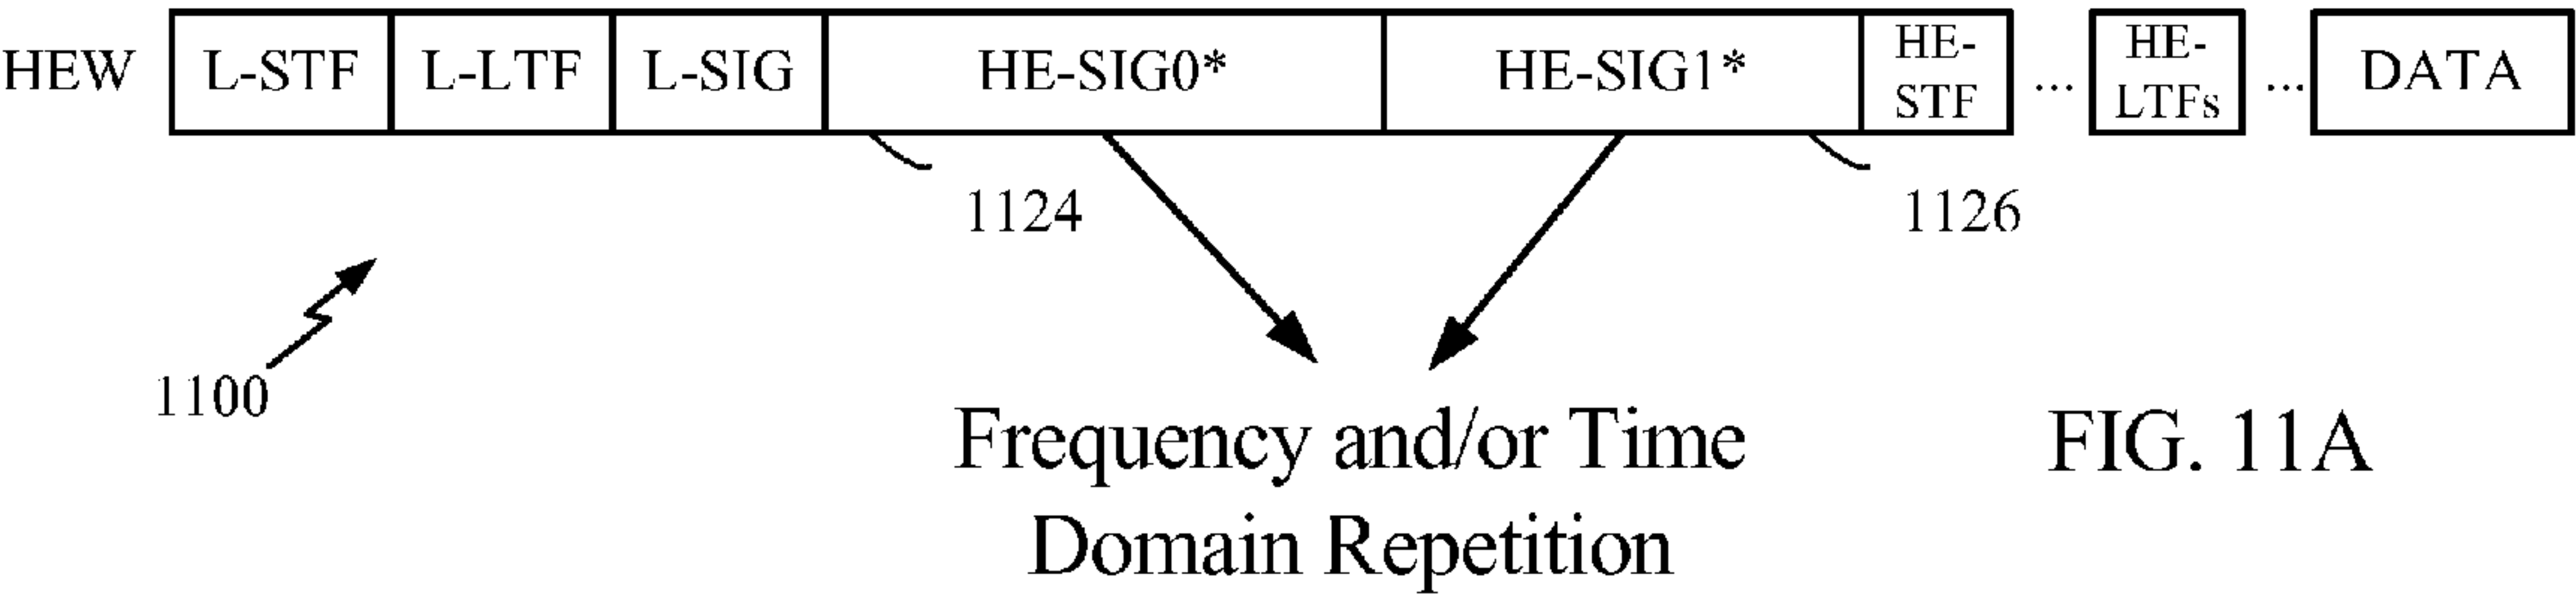 HEW L-STF L-LTF L-SIG HE-SIG0* HE-SIG1* HE-STF ... HE-LTFs ... DATA
1124 1126
1100
Frequency and/or Time
Domain Repetition
FIG. 11A